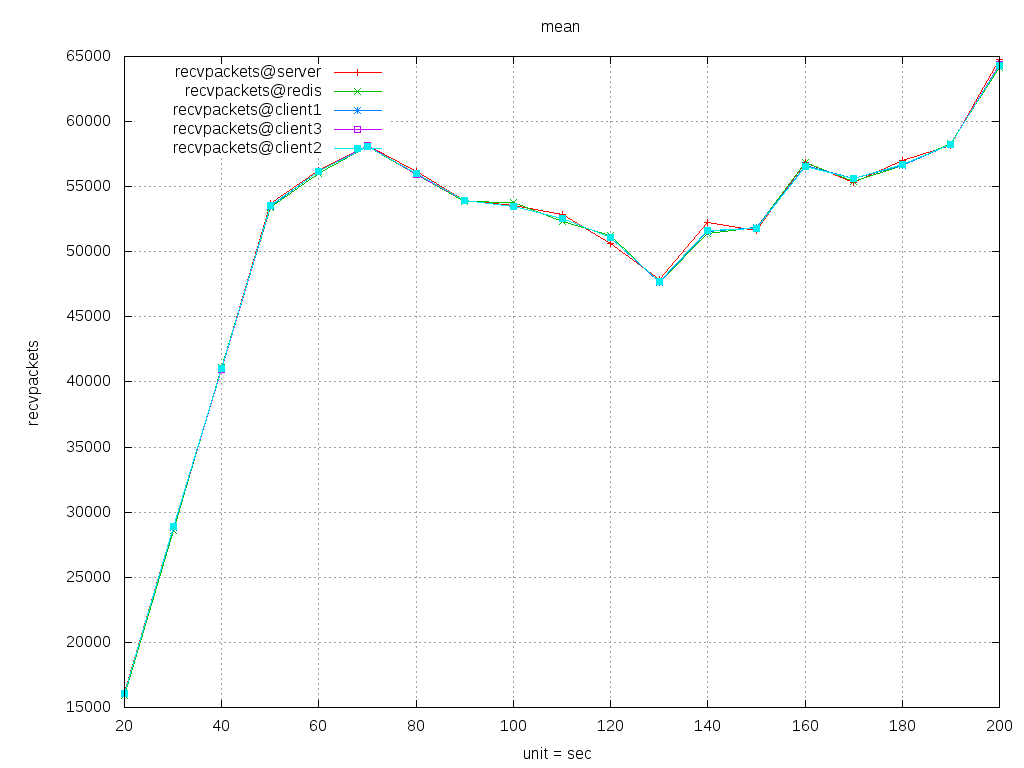 mean
65000
60000
55000
50000
45000
40000
35000
30000
25000
20000
15000
recvpackets
recvpackets@server
recvpackets@redis
recvpackets@client1
recvpackets@client3
recvpackets@client2
20 40 60 80 100 120 140 160 180 200
unit = sec